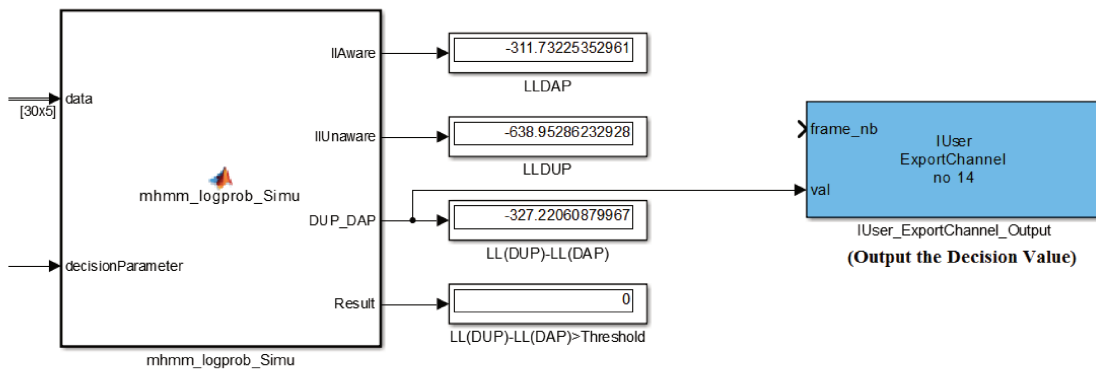 data
[30x5]
decisionParameter
mhmm_logprob_Simu
llAware
llUnaware
DUP_DAP
Result
mhmm_logprob_Simu
-311.73225352961
LLDAP
-638.95286232928
LLDUP
-327.22060879967
LL(DUP)-LL(DAP)
0
LL(DUP)-LL(DAP)>Threshold
frame_nb
val
IUser
ExportChannel
no 14
IUser_ExportChannel_Output
(Output the Decision Value)